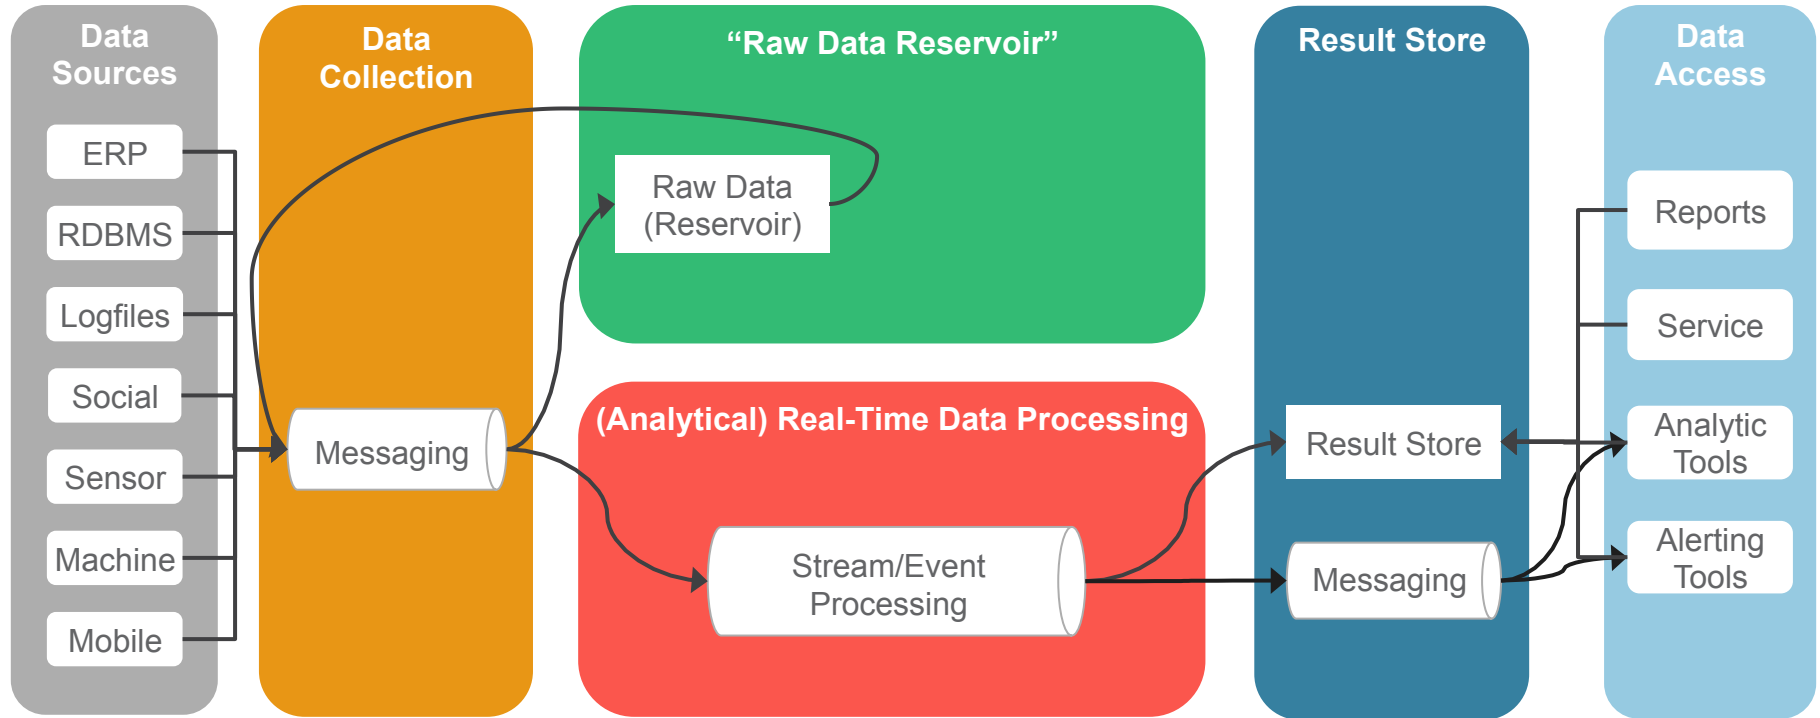 Data
Sources
ERP
RDBMS
Logfiles
Social
Sensor
Machine
Mobile
Data
Collection
Messaging
“Raw Data Reservoir”
Raw Data
(Reservoir)
(Analytical) Real-Time Data Processing
Stream/Event
Processing
Result Store
Result Store
Messaging
Data
Access
Reports
Service
Analytic
Tools
Alerting
Tools